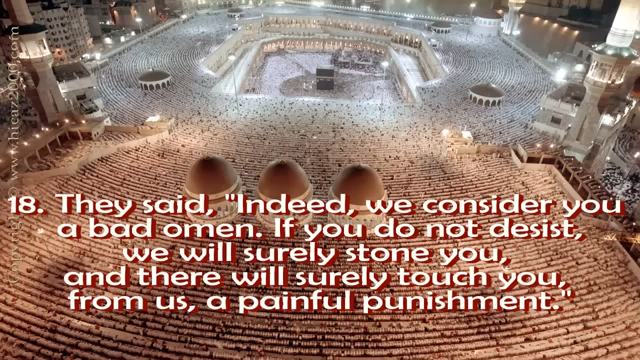 18. They said, "Indeed, we consider you
a bad omen. If you do not desist,
we will surely stone you,
and there will surely touch you,
from us, a painful punishment."